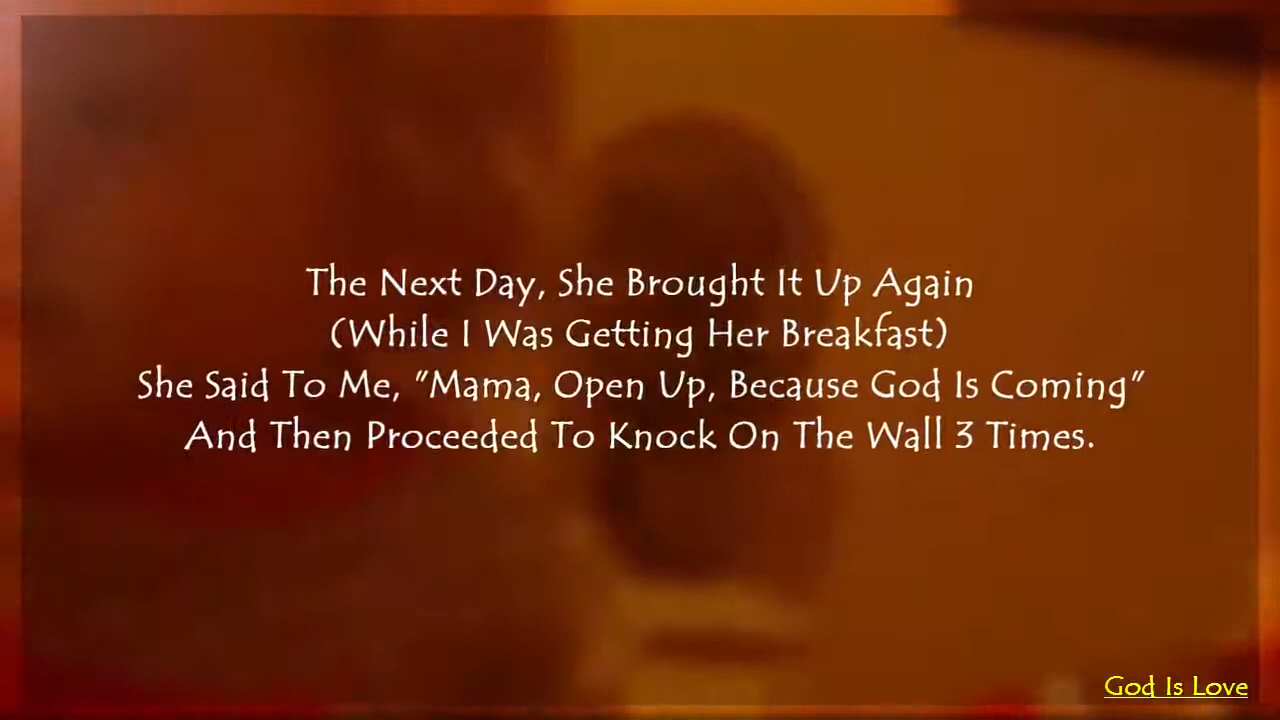 The Next Day, She Brought It Up Again
(While I Was Getting Her Breakfast)
She Said To Me, "Mama, Open Up, Because God Is Coming"
And Then Proceeded To Knock On The Wall 3 Times.
God Is Love